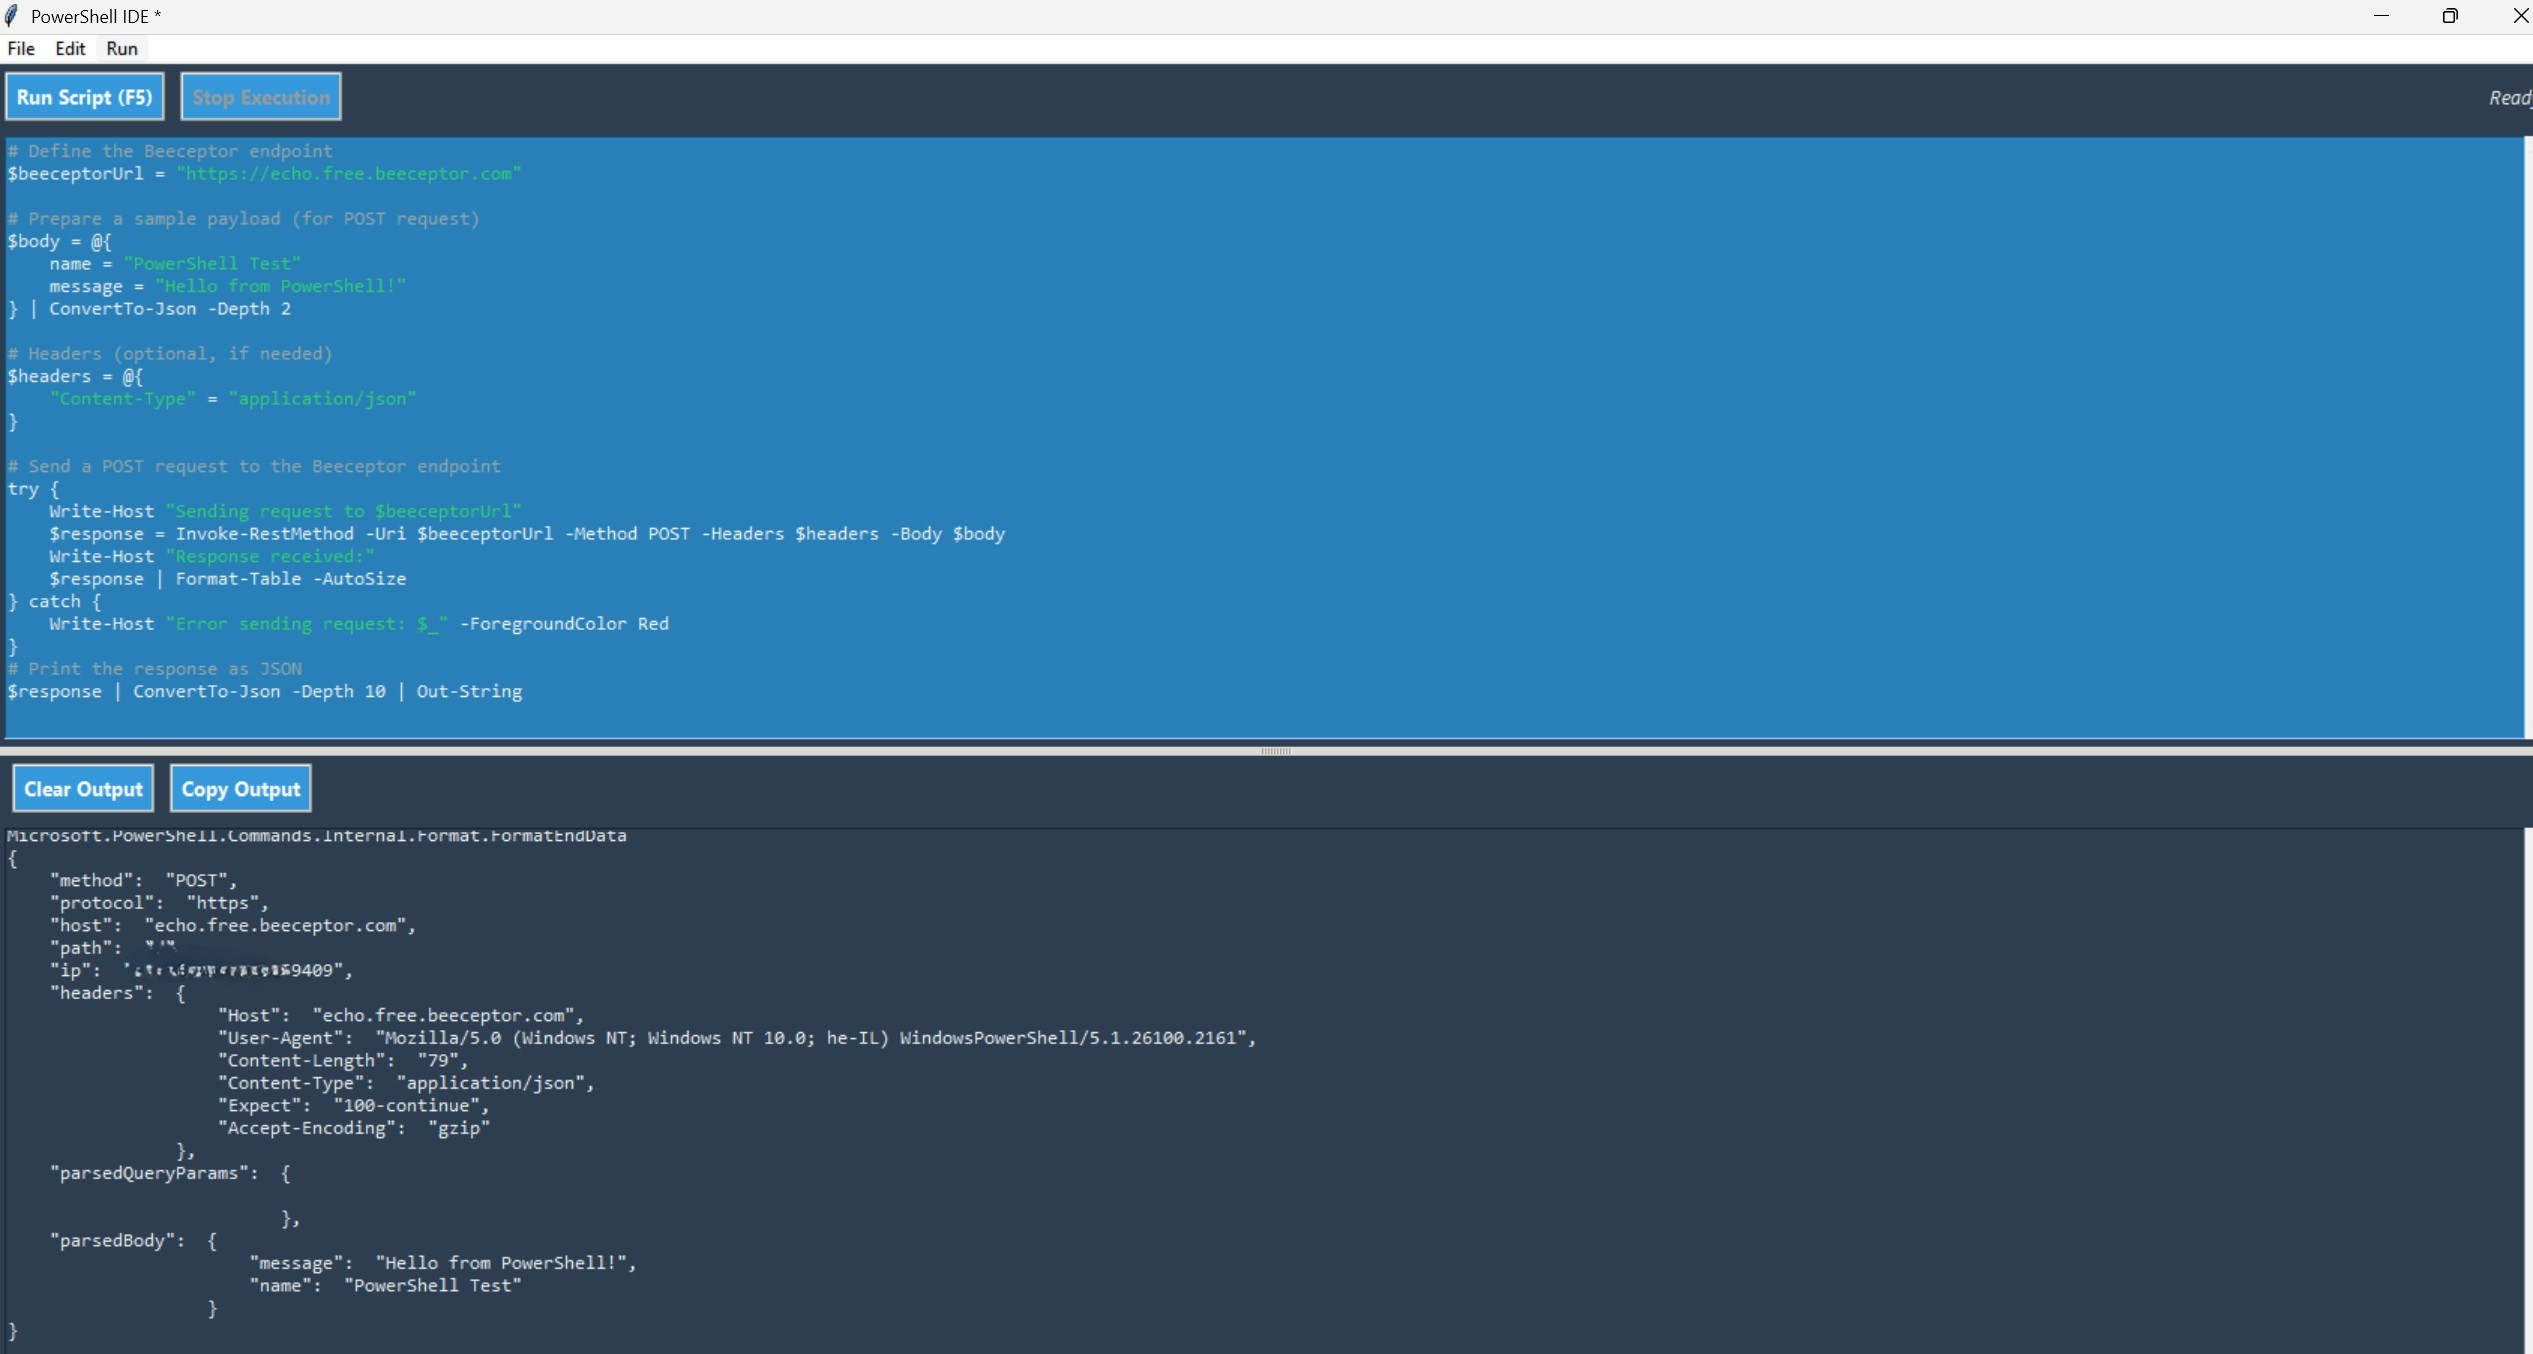 PowerShell IDE *
File Edit Run
Run Script (F5) Stop Execution Read
# Define the Beeceptor endpoint
$beeceptorUrl = "https://echo.free.beeceptor.com"
# Prepare a sample payload (for POST request)
$body = @{
    name = "PowerShell Test"
    message = "Hello from PowerShell!"
} | ConvertTo-Json -Depth 2
# Headers (optional, if needed)
$headers = @{
    "Content-Type" = "application/json"
}
# Send a POST request to the Beeceptor endpoint
try {
    Write-Host "Sending request to $beeceptorUrl"
    $response = Invoke-RestMethod -Uri $beeceptorUrl -Method POST -Headers $headers -Body $body
    Write-Host "Response received:"
    $response | Format-Table -AutoSize
} catch {
    Write-Host "Error sending request: $_" -ForegroundColor Red
}
# Print the response as JSON
$response | ConvertTo-Json -Depth 10 | Out-String
Clear Output Copy Output
Microsoft.PowerShell.Commands.Internal.Format.FormatEndData
{
    "method":  "POST",
    "protocol":  "https",
    "host":  "echo.free.beeceptor.com",
    "path":
    "ip":  59409",
    "headers":  {
                    "Host":  "echo.free.beeceptor.com",
                    "User-Agent":  "Mozilla/5.0 (Windows NT; Windows NT 10.0; he-IL) WindowsPowerShell/5.1.26100.2161",
                    "Content-Length":  "79",
                    "Content-Type":  "application/json",
                    "Expect":  "100-continue",
                    "Accept-Encoding":  "gzip"
                },
    "parsedQueryParams":  {
                          },
    "parsedBody":  {
                       "message":  "Hello from PowerShell!",
                       "name":  "PowerShell Test"
                   }
}